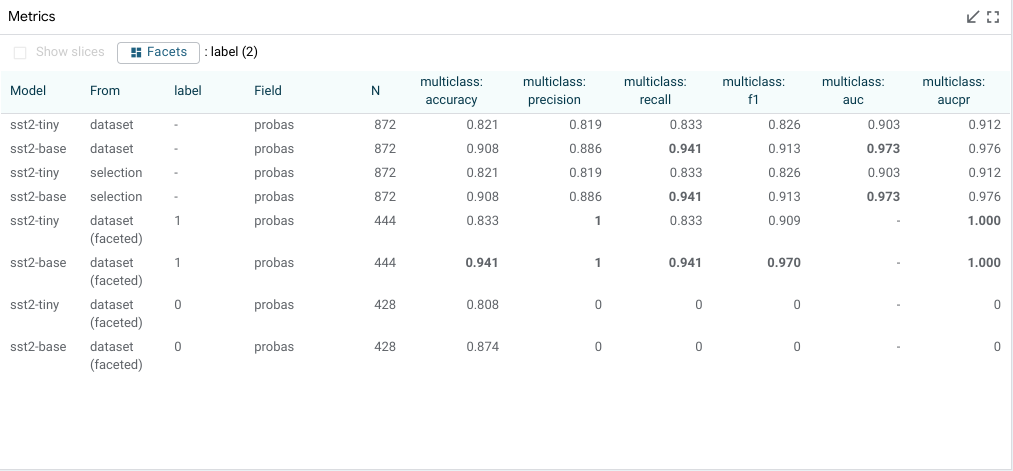 Metrics
Show slices Facets : label (2)
Model From label Field N multiclass: accuracy multiclass: precision multiclass: recall multiclass: f1 multiclass: auc multiclass: aucpr
sst2-tiny dataset - probas 872 0.821 0.819 0.833 0.826 0.903 0.912
sst2-base dataset - probas 872 0.908 0.886 0.941 0.913 0.973 0.976
sst2-tiny selection - probas 872 0.821 0.819 0.833 0.826 0.903 0.912
sst2-base selection - probas 872 0.908 0.886 0.941 0.913 0.973 0.976
sst2-tiny dataset (faceted) 1 probas 444 0.833 1 0.833 0.909 - 1.000
sst2-base dataset (faceted) 1 probas 444 0.941 1 0.941 0.970 - 1.000
sst2-tiny dataset (faceted) 0 probas 428 0.808 0 0 0 - 0
sst2-base dataset (faceted) 0 probas 428 0.874 0 0 0 - 0